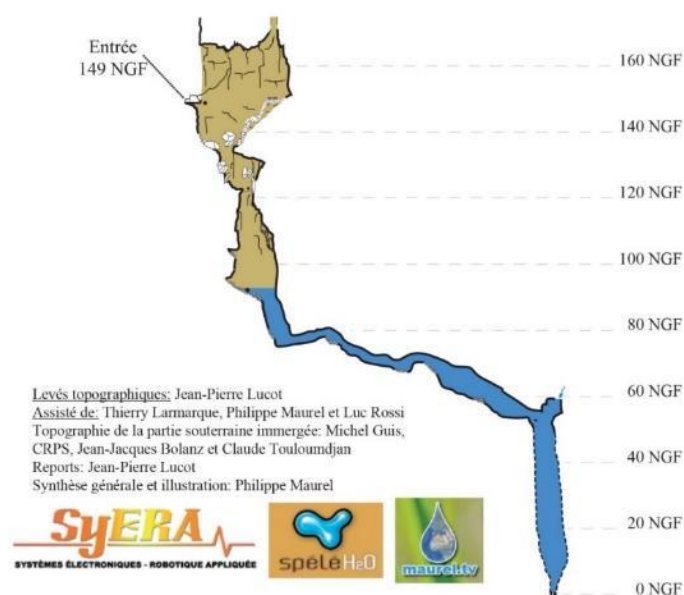 Entrée
149 NGF
160 NGF
140 NGF
120 NGF
100 NGF
80 NGF
60 NGF
40 NGF
20 NGF
0 NGF
Levés topographiques: Jean-Pierre Lucot
Assisté de: Thierry Larmarque, Philippe Maurel et Luc Rossi
Topographie de la partie souterraine immergée: Michel Guis,
CRPS, Jean-Jacques Bolanz et Claude Touloumdjan
Reports: Jean-Pierre Lucot
Synthèse générale et illustration: Philippe Maurel
SyERA
SYSTÈMES ÉLECTRONIQUES - ROBOTIQUE APPLIQUÉE
spéléH2O
maurel.tv